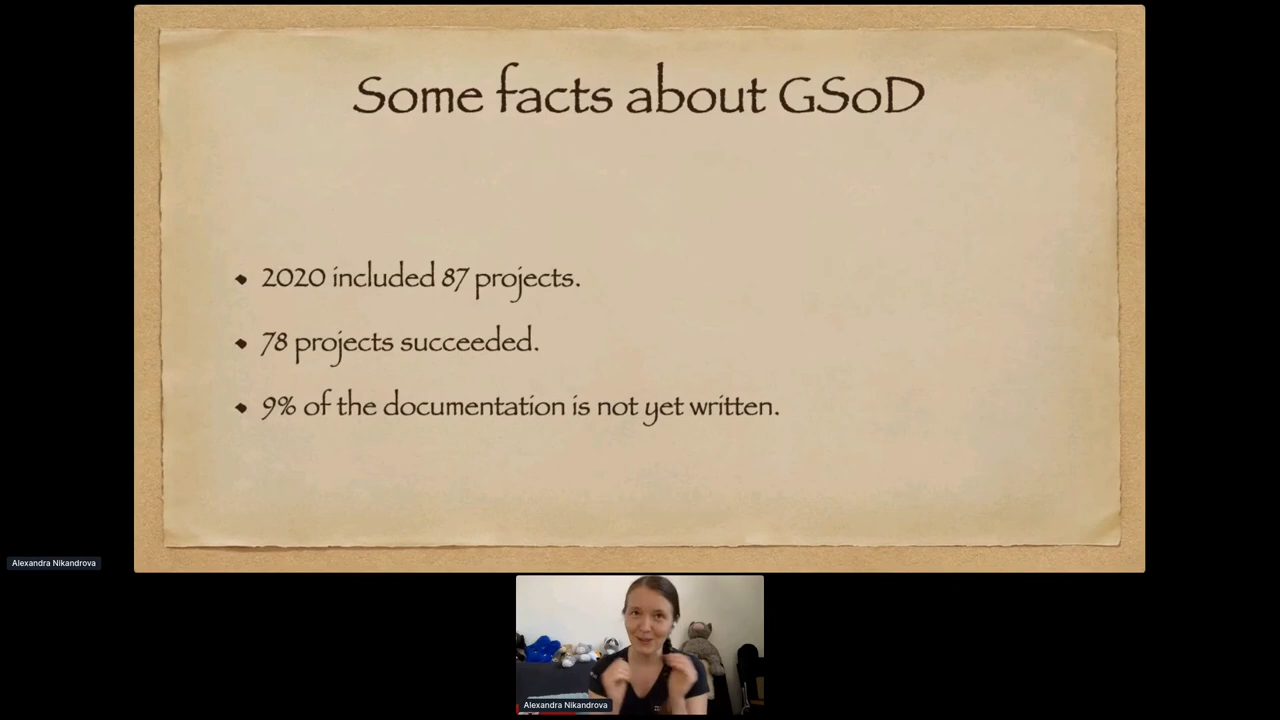 Some facts about GSoD
2020 included 87 projects.
78 projects succeeded.
9% of the documentation is not yet written.
Alexandra Nikandrova
Alexandra Nikandrova